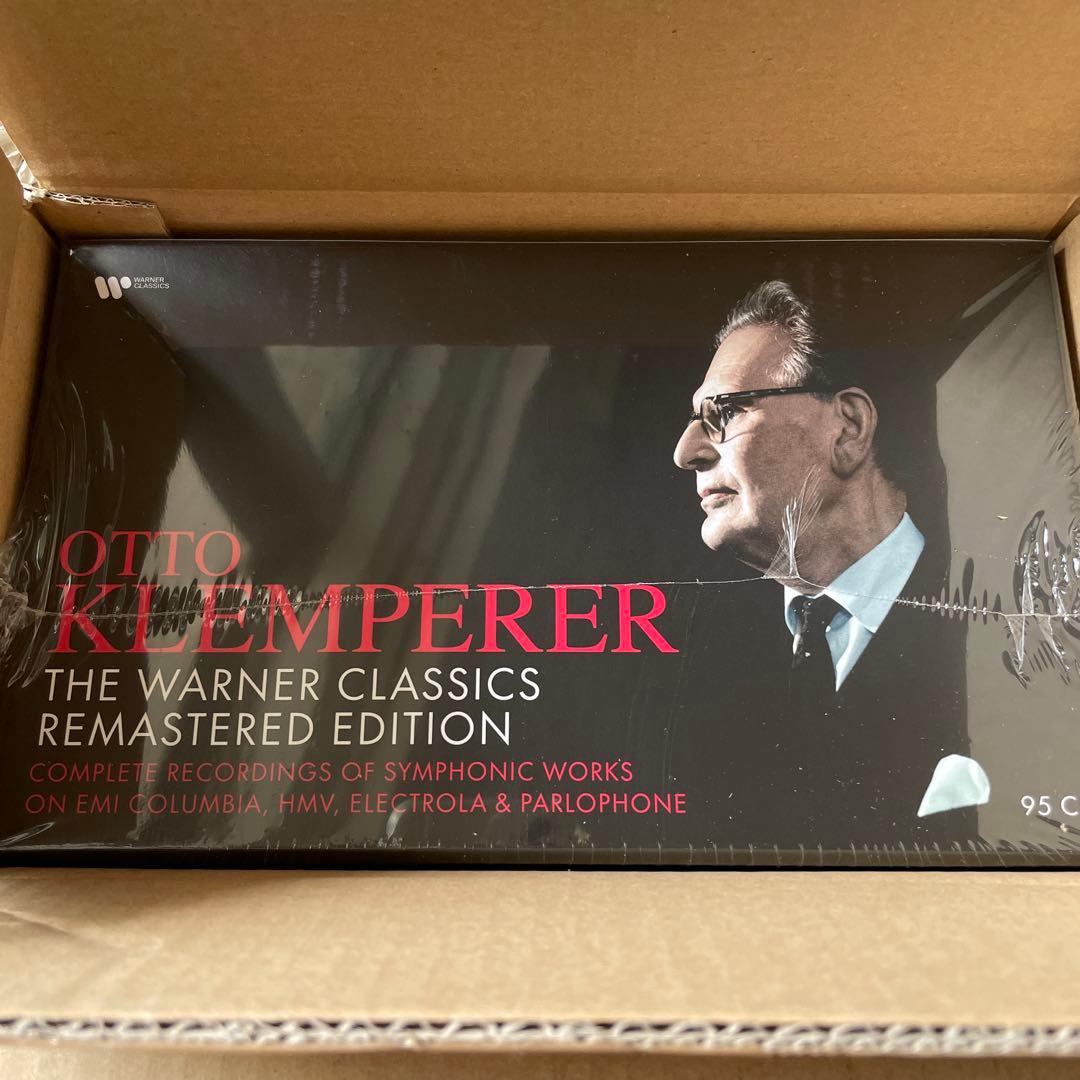 WARNER
CLASSICS
OTTO
KLEMPERER
THE WARNER CLASSICS
REMASTERED EDITION
COMPLETE RECORDINGS OF SYMPHONIC WORKS
ON EMI COLUMBIA, HMV, ELECTROLA & PARLOPHONE
95 C